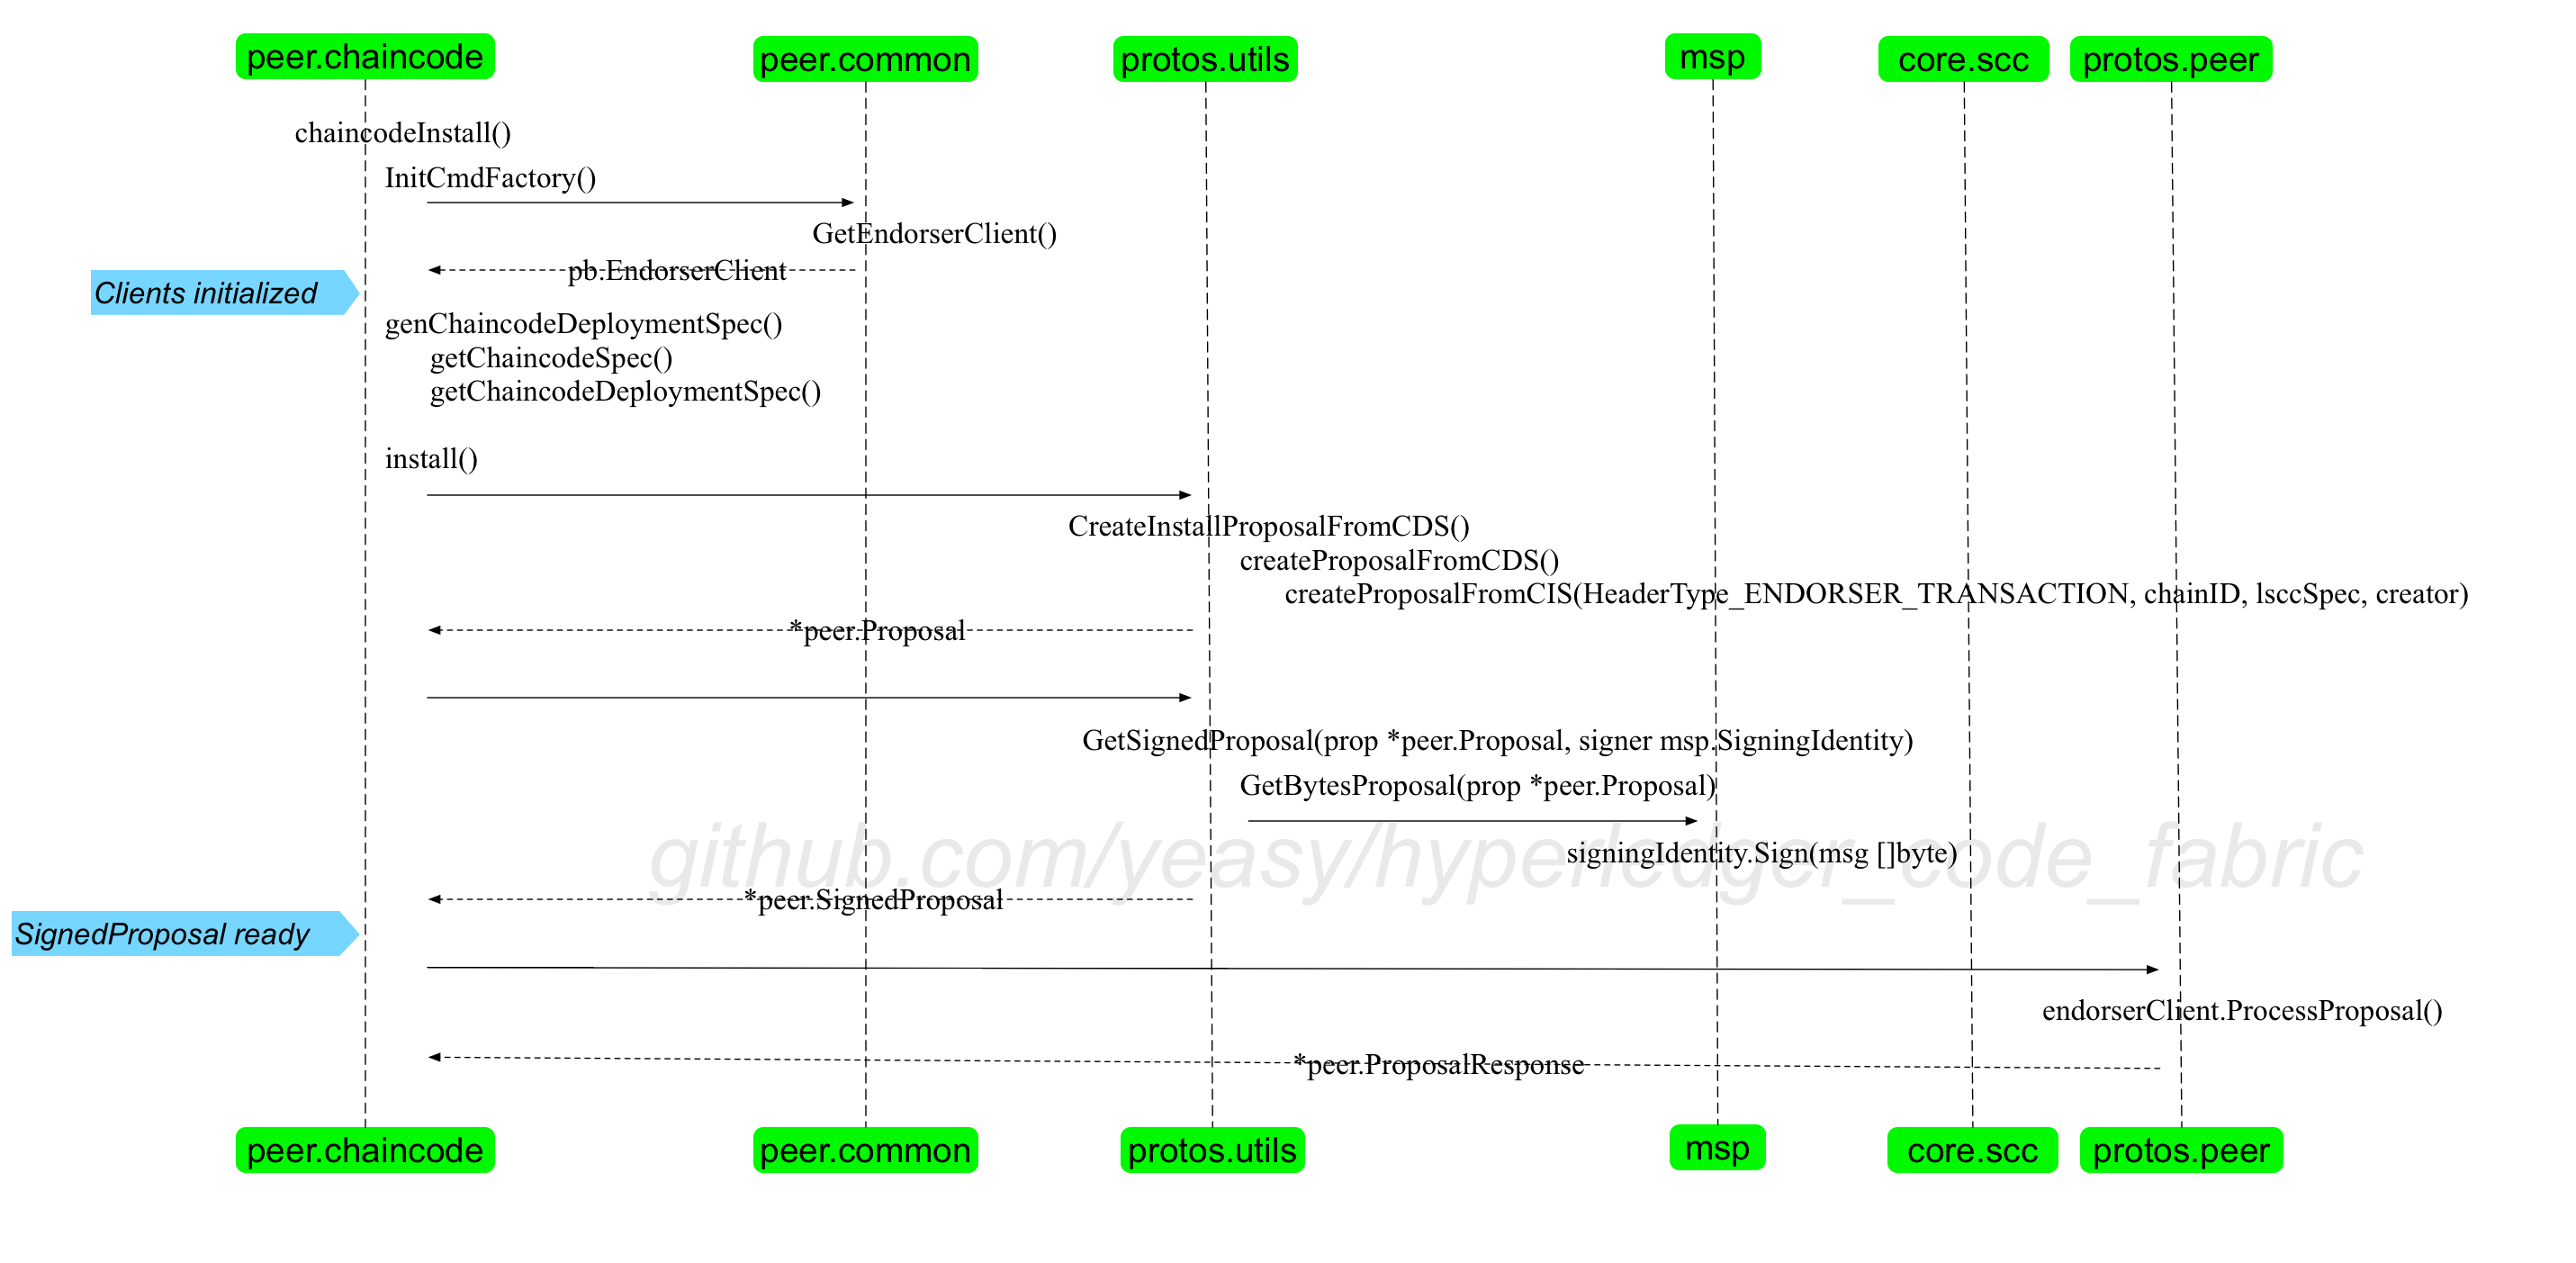 peer.chaincode
peer.common
protos.utils
msp
core.scc
protos.peer
chaincodeInstall()
InitCmdFactory()
GetEndorserClient()
pb.EndorserClient
Clients initialized
genChaincodeDeploymentSpec()
getChaincodeSpec()
getChaincodeDeploymentSpec()
install()
CreateInstallProposalFromCDS()
createProposalFromCDS()
createProposalFromCIS(HeaderType_ENDORSER_TRANSACTION, chainID, lsccSpec, creator)
*peer.Proposal
GetSignedProposal(prop *peer.Proposal, signer msp.SigningIdentity)
GetBytesProposal(prop *peer.Proposal)
github.com/yeasy/hyperledger_code_fabric
signingIdentity.Sign(msg []byte)
*peer.SignedProposal
SignedProposal ready
endorserClient.ProcessProposal()
*peer.ProposalResponse
peer.chaincode
peer.common
protos.utils
msp
core.scc
protos.peer